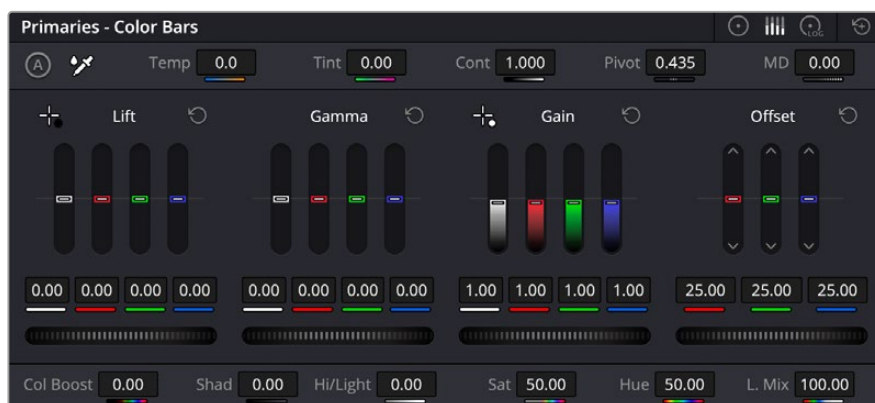 Primaries - Color Bars
LOG
A Temp 0.0 Tint 0.00 Cont 1.000 Pivot 0.435 MD 0.00
Lift Gamma Gain Offset
0.00 0.00 0.00 0.00 0.00 0.00 0.00 0.00 1.00 1.00 1.00 1.00 25.00 25.00 25.00
Col Boost 0.00 Shad 0.00 Hi/Light 0.00 Sat 50.00 Hue 50.00 L. Mix 100.00